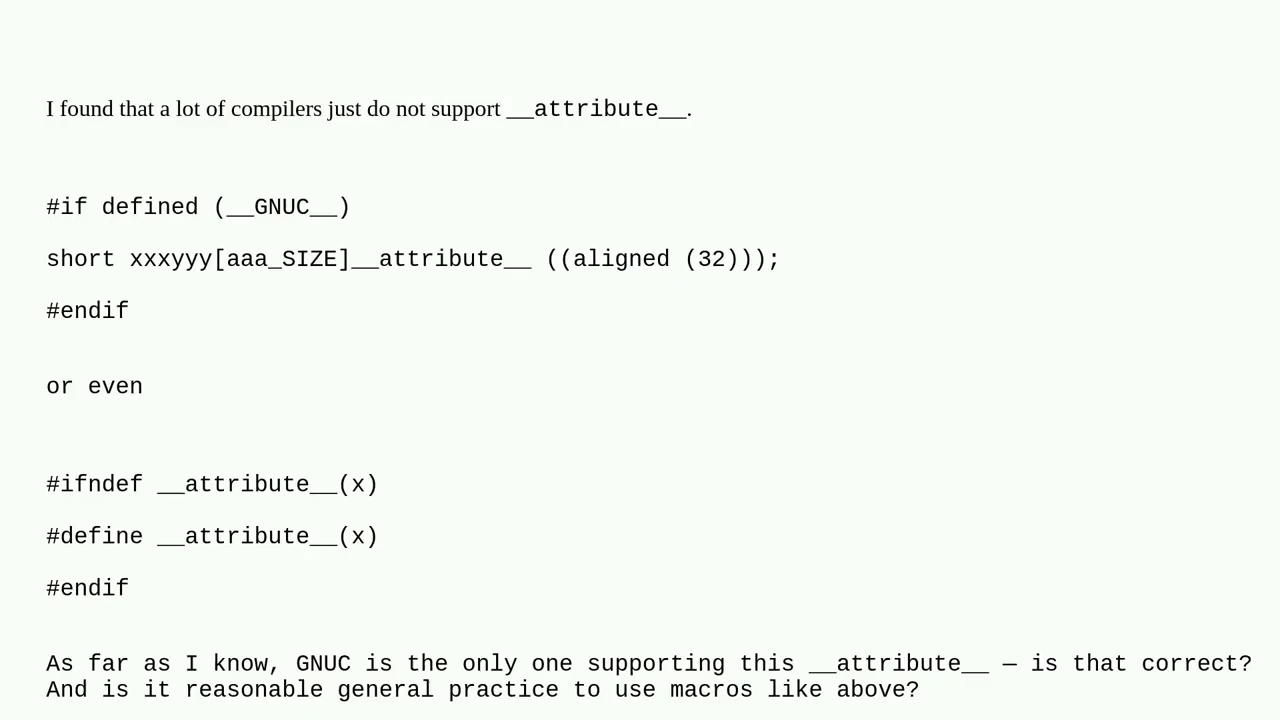 I found that a lot of compilers just do not support __attribute__.
#if defined (__GNUC__)
short xxxyyy[aaa_SIZE]__attribute__ ((aligned (32)));
#endif
or even
#ifndef __attribute__(x)
#define __attribute__(x)
#endif
As far as I know, GNUC is the only one supporting this __attribute__ — is that correct?
And is it reasonable general practice to use macros like above?